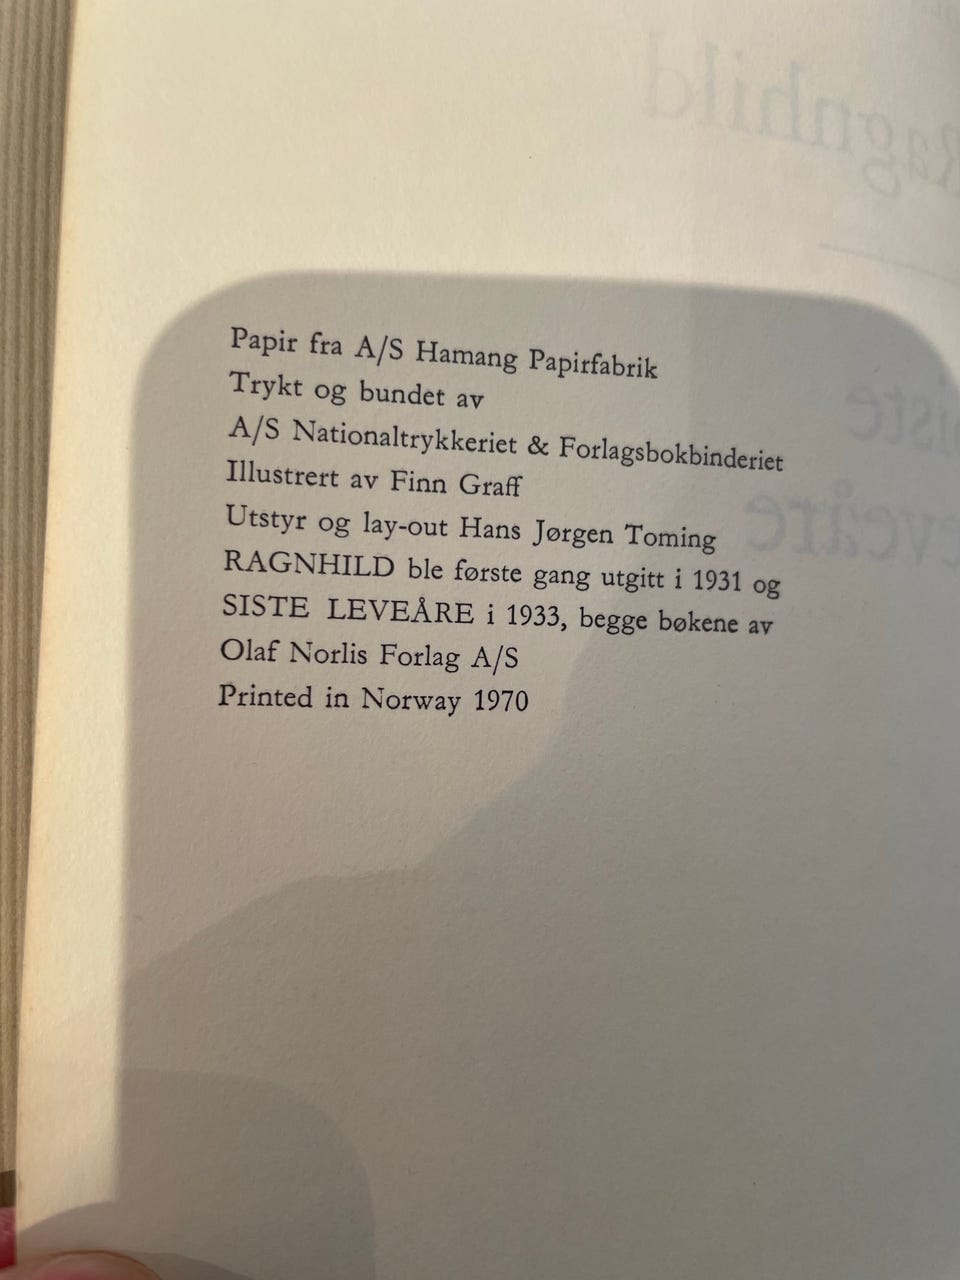 Ragnhild
Papir fra A/S Hamang Papirfabrik
Trykt og bundet av
A/S Nationaltrykkeriet & Forlagsbokbinderiet
Illustrert av Finn Graff
Utstyr og lay-out Hans Jørgen Toming
RAGNHILD ble første gang utgitt i 1931 og
SISTE LEVEÅRE i 1933, begge bøkene av
Olaf Norlis Forlag A/S
Printed in Norway 1970